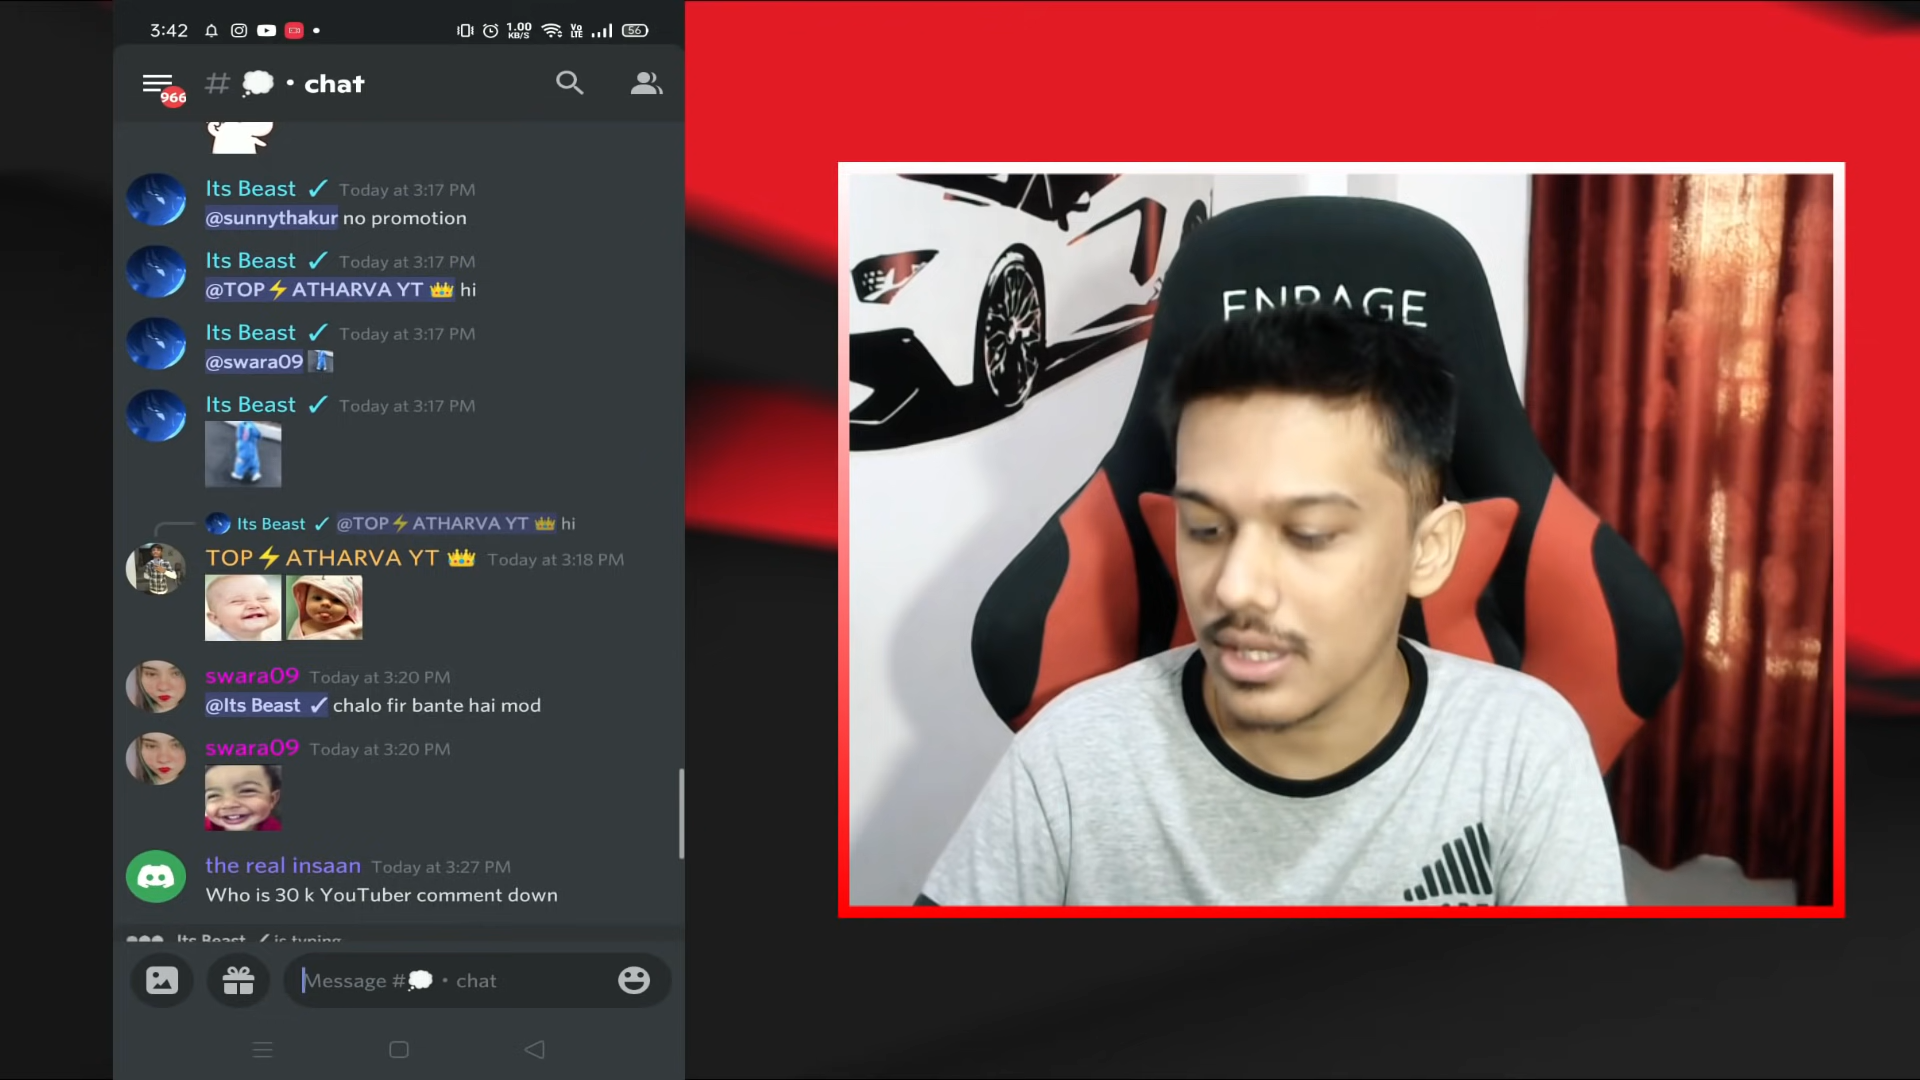 3:42
1.00 KB/S
Vo LTE
56
966
# 💭 • chat
Its Beast ✓ Today at 3:17 PM
@sunnythakur no promotion
Its Beast ✓ Today at 3:17 PM
@TOP⚡ATHARVA YT 👑 hi
Its Beast ✓ Today at 3:17 PM
@swara09
Its Beast ✓ Today at 3:17 PM
Its Beast ✓ @TOP⚡ATHARVA YT 👑 hi
TOP⚡ATHARVA YT 👑 Today at 3:18 PM
swara09 Today at 3:20 PM
@Its Beast ✓ chalo fir bante hai mod
swara09 Today at 3:20 PM
the real insaan Today at 3:27 PM
Who is 30 k YouTuber comment down
Its Beast ✓ is typing
Message #💭 • chat
ENRAGE